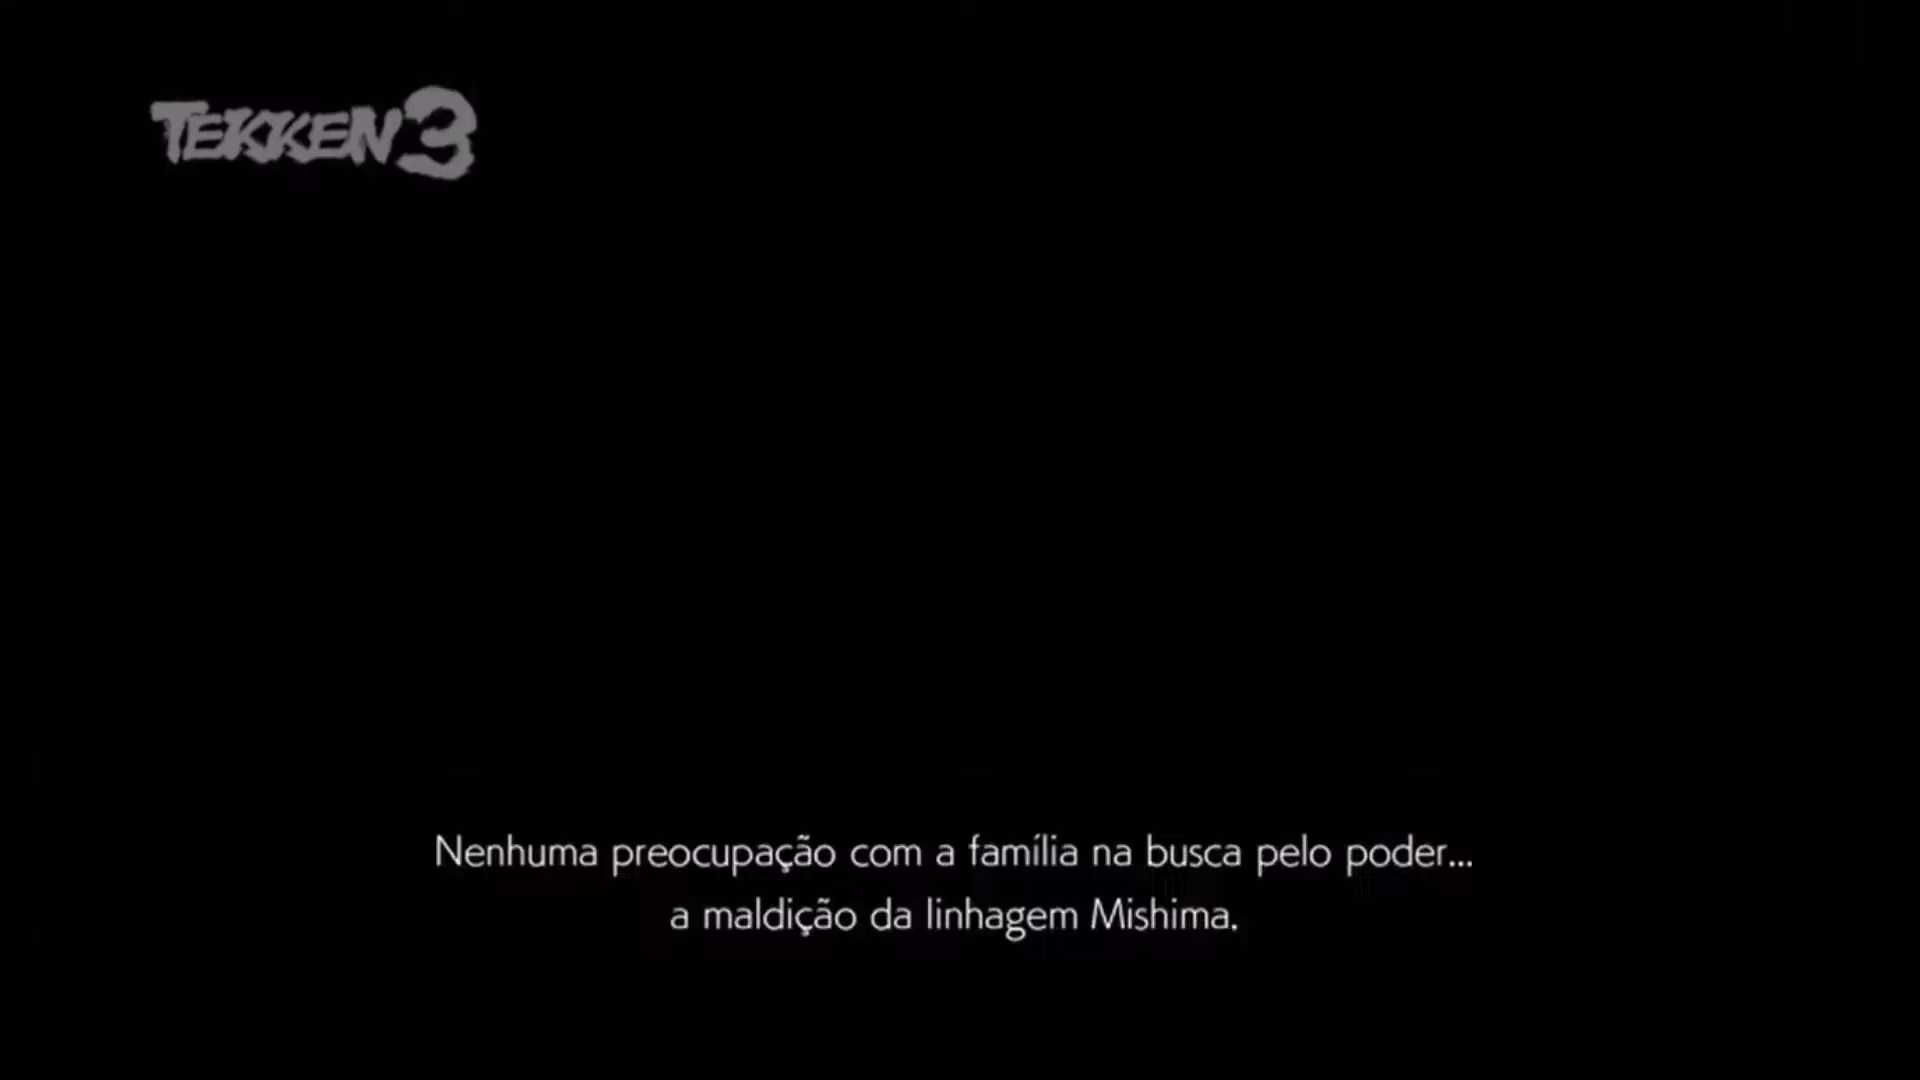 TEKKEN 3
Nenhuma preocupação com a família na busca pelo poder...
a maldição da linhagem Mishima.